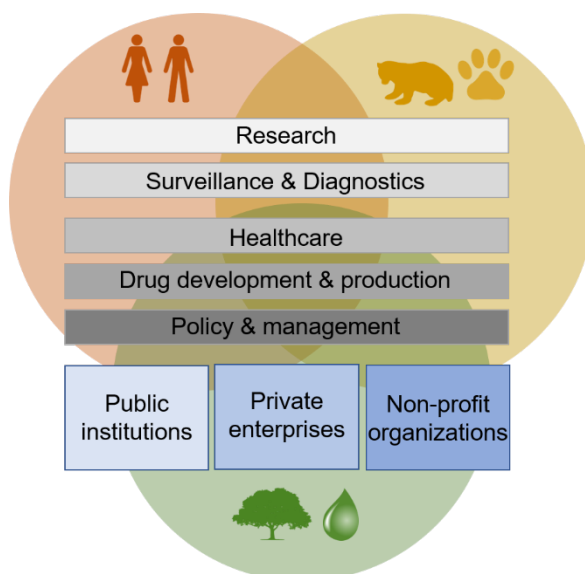 Research
Surveillance & Diagnostics
Healthcare
Drug development & production
Policy & management
Public
institutions
Private
enterprises
Non-profit
organizations